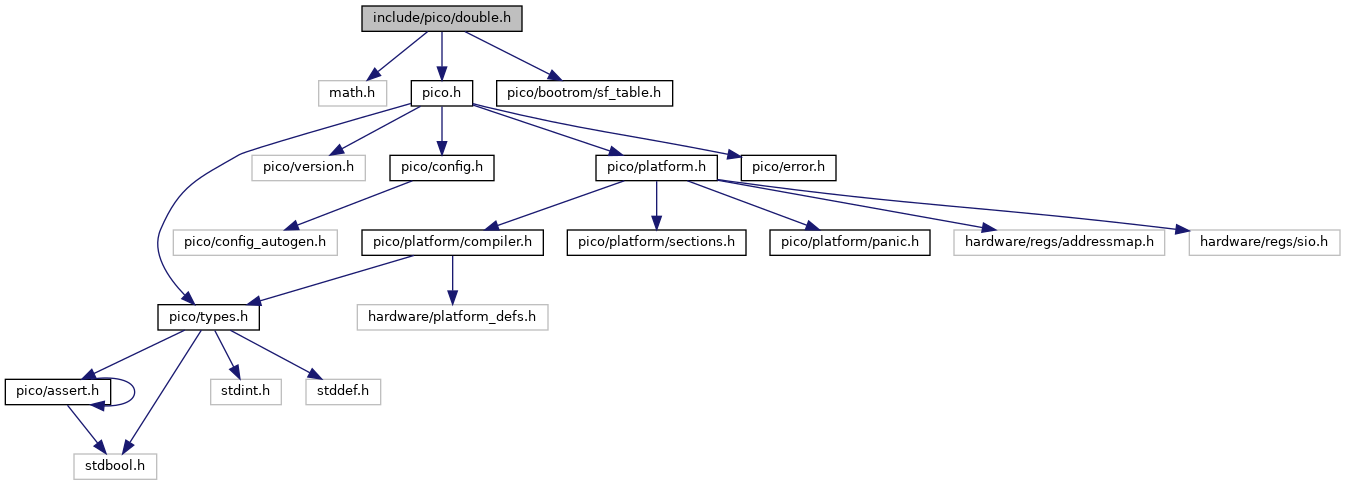 include/pico/double.h
math.h
pico.h
pico/bootrom/sf_table.h
pico/version.h
pico/config.h
pico/platform.h
pico/error.h
pico/config_autogen.h
pico/platform/compiler.h
pico/platform/sections.h
pico/platform/panic.h
hardware/regs/addressmap.h
hardware/regs/sio.h
pico/types.h
hardware/platform_defs.h
pico/assert.h
stdint.h
stddef.h
stdbool.h